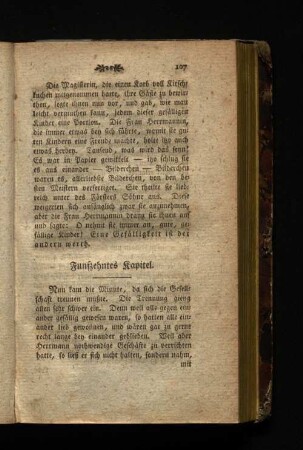 107
Die Magisterin, die einen Korb voll Kirsch-
kuchen mitgenommen hatte, ihre Gäste zu bewir-
then, legte ihnen nun vor, und gab, wie man
leicht vermuthen kann, jedem dieser gefälligen
Kinder eine Portion. Die Frau Herrmannin,
die immer etwas bey sich führte, womit sie gu-
ten Kindern eine Freude machte, holte ihr auch
etwas hervor. Tausend, was wird das seyn!
Es war in Papier gewickelt — itzt schlug sie
es aus einander — Bilderchen — Bilderchen
waren es, allerliebste Bilderchen, von den be-
sten Meistern verfertiget. Sie theilte sie lieb-
reich unter des Försters Söhne aus. Diese
weigerten sich anfänglich zwar sie anzunehmen,
aber die Frau Herrmannin drang sie ihnen auf
und sagte: O nehmt sie immer an, gute, ge-
fällige Kinder! Eine Gefälligkeit ist der
andern werth.
Funfzehntes Kapitel.
Nun kam die Minute, da sich die Gesell-
schaft trennen mußte. Die Trennung gieng
allen sehr schwer ein. Denn weil alle gegen ein-
ander gefällig gewesen waren, so hatten alle ein-
ander lieb gewonnen, und wären gar zu gerne
recht lange bey einander geblieben. Weil aber
Herrmann nothwendige Geschäfte zu verrichten
hatte, so ließ er sich nicht halten, sondern nahm,
mit